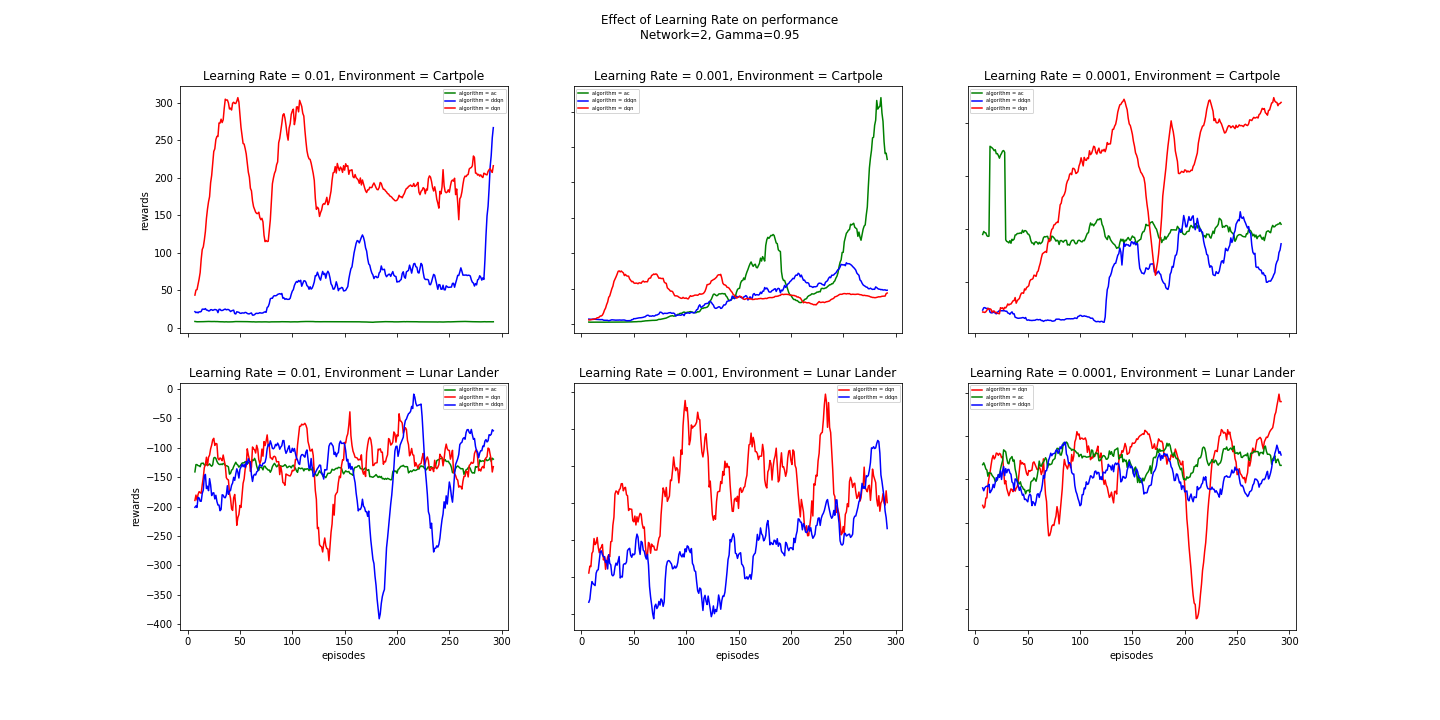 Effect of Learning Rate on performance
Network=2, Gamma=0.95
Learning Rate = 0.01, Environment = Cartpole
Learning Rate = 0.001, Environment = Cartpole
Learning Rate = 0.0001, Environment = Cartpole
algorithm = ac
algorithm = ddqn
algorithm = dqn
algorithm = ac
algorithm = ddqn
algorithm = dqn
algorithm = ac
algorithm = ddqn
algorithm = dqn
300
250
200
150
100
50
0
rewards
Learning Rate = 0.01, Environment = Lunar Lander
Learning Rate = 0.001, Environment = Lunar Lander
Learning Rate = 0.0001, Environment = Lunar Lander
algorithm = ac
algorithm = dqn
algorithm = ddqn
algorithm = dqn
algorithm = ddqn
algorithm = dqn
algorithm = ac
algorithm = ddqn
0
−50
−100
−150
−200
−250
−300
−350
−400
rewards
0 50 100 150 200 250 300
0 50 100 150 200 250 300
0 50 100 150 200 250 300
episodes
episodes
episodes